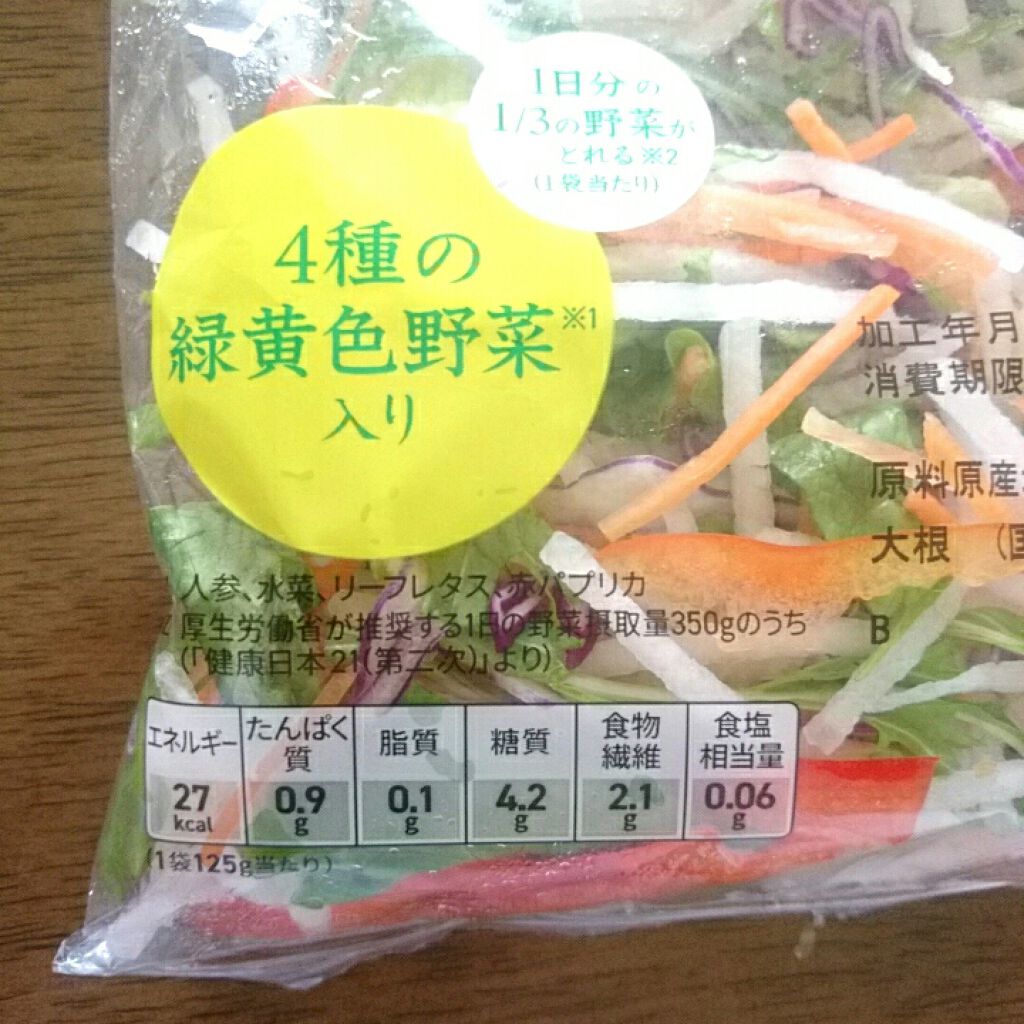 1日分の
1/3の野菜が
とれる※2
(1袋当たり)
4種の
緑黄色野菜※1
入り
加工年月
消費期限
原料原産
大根 (国
B
人参、水菜、リーフレタス、赤パプリカ
厚生労働省が推奨する1日の野菜摂取量350gのうち
(「健康日本21(第二次)」より)
エネルギー たんぱく質 脂質 糖質 食物繊維 食塩相当量
27kcal 0.9g 0.1g 4.2g 2.1g 0.06g
(1袋125g当たり)